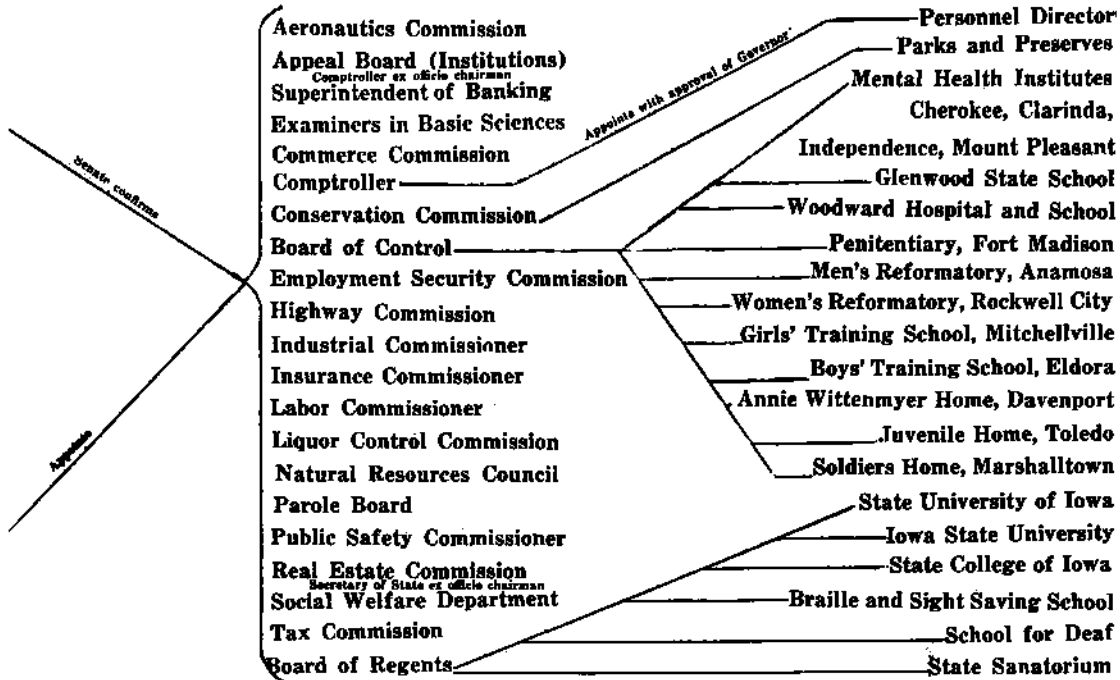 Senate confirms
Appoints
Aeronautics Commission
Appeal Board (Institutions)
Comptroller ex officio chairman
Superintendent of Banking
Examiners in Basic Sciences
Commerce Commission
Comptroller
Conservation Commission
Board of Control
Employment Security Commission
Highway Commission
Industrial Commissioner
Insurance Commissioner
Labor Commissioner
Liquor Control Commission
Natural Resources Council
Parole Board
Public Safety Commissioner
Real Estate Commission
Secretary of State ex officio chairman
Social Welfare Department
Tax Commission
Board of Regents
Appoints with approval of Governor
Personnel Director
Parks and Preserves
Mental Health Institutes
Cherokee, Clarinda,
Independence, Mount Pleasant
Glenwood State School
Woodward Hospital and School
Penitentiary, Fort Madison
Men's Reformatory, Anamosa
Women's Reformatory, Rockwell City
Girls' Training School, Mitchellville
Boys' Training School, Eldora
Annie Wittenmyer Home, Davenport
Juvenile Home, Toledo
Soldiers Home, Marshalltown
State University of Iowa
Iowa State University
State College of Iowa
Braille and Sight Saving School
School for Deaf
State Sanatorium